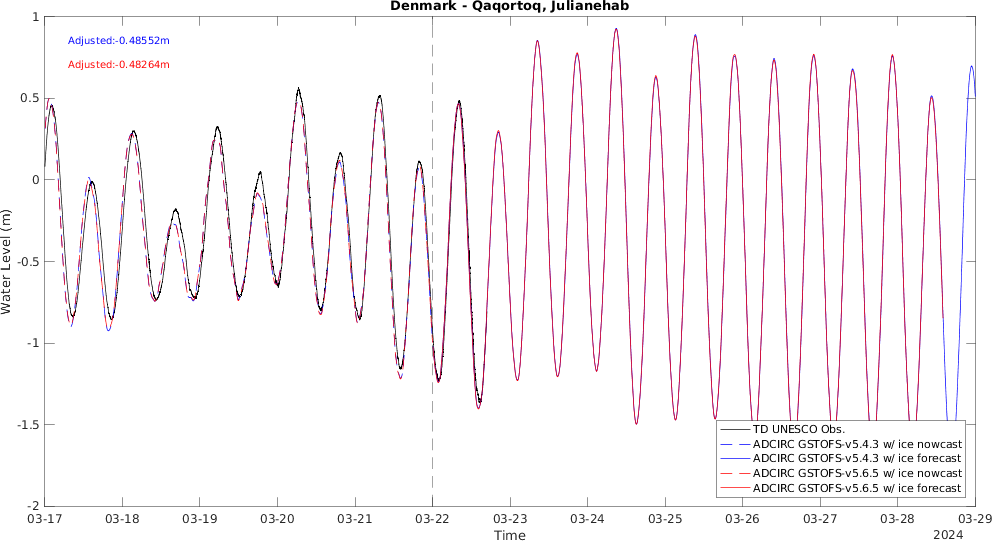 Denmark - Qaqortoq, Julianehab
Adjusted:-0.48552m
Adjusted:-0.48264m
1
0.5
0
-0.5
-1
-1.5
-2
Water Level (m)
TD UNESCO Obs.
ADCIRC GSTOFS-v5.4.3 w/ ice nowcast
ADCIRC GSTOFS-v5.4.3 w/ ice forecast
ADCIRC GSTOFS-v5.6.5 w/ ice nowcast
ADCIRC GSTOFS-v5.6.5 w/ ice forecast
03-17 03-18 03-19 03-20 03-21 03-22 03-23 03-24 03-25 03-26 03-27 03-28 03-29
Time
2024